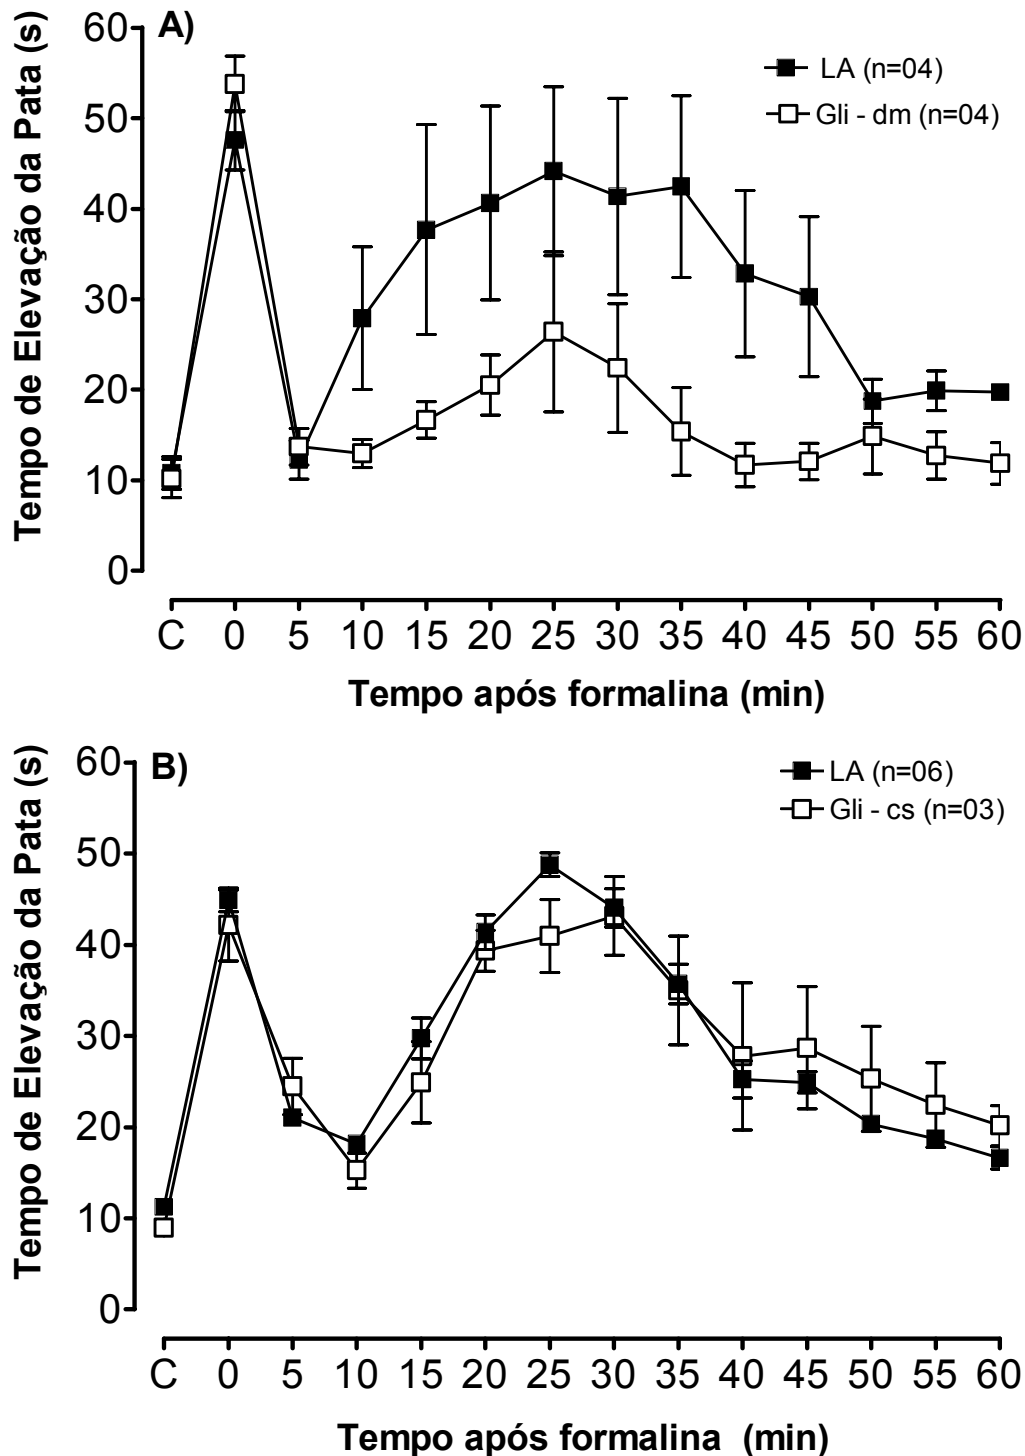 A)
LA (n=04)
Gli - dm (n=04)
Tempo de Elevação da Pata (s)
60
50
40
30
20
10
0
C 0 5 10 15 20 25 30 35 40 45 50 55 60
Tempo após formalina (min)
B)
LA (n=06)
Gli - cs (n=03)
Tempo de Elevação da Pata (s)
60
50
40
30
20
10
0
C 0 5 10 15 20 25 30 35 40 45 50 55 60
Tempo após formalina (min)